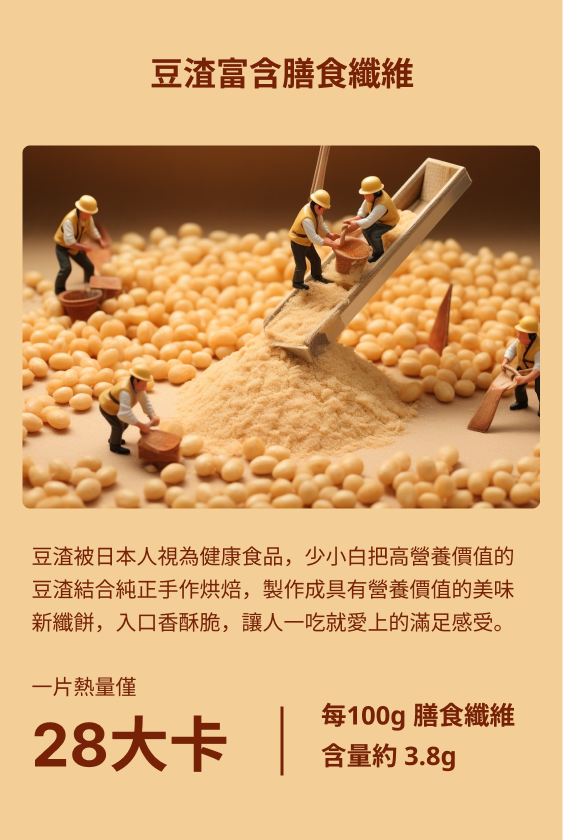 豆渣富含膳食纖維
豆渣被日本人視為健康食品，少小白把高營養價值的
豆渣結合純正手作烘焙，製作成具有營養價值的美味
新纖餅，入口香酥脆，讓人一吃就愛上的滿足感受。
一片熱量僅
28大卡
每100g 膳食纖維
含量約 3.8g